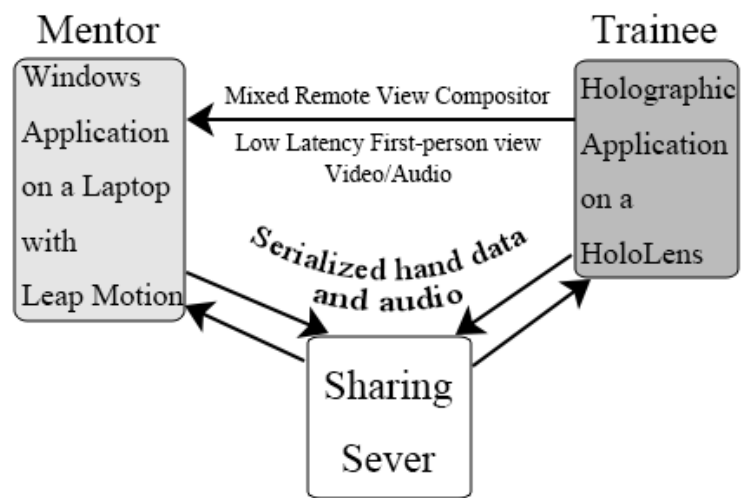 Mentor
Windows
Application
on a Laptop
with
Leap Motion
Mixed Remote View Compositor
Low Latency First-person view
Video/Audio
Trainee
Holographic
Application
on a
HoloLens
Serialized hand data
and audio
Sharing
Sever